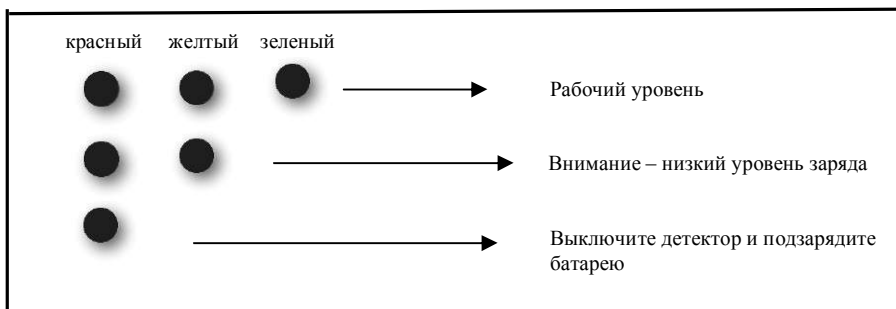 красный желтый зеленый
Рабочий уровень
Внимание – низкий уровень заряда
Выключите детектор и подзарядите
батарею